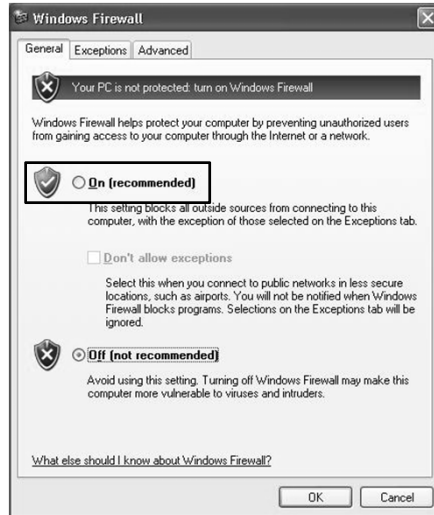 Windows Firewall
General Exceptions Advanced
Your PC is not protected: turn on Windows Firewall
Windows Firewall helps protect your computer by preventing unauthorized users
from gaining access to your computer through the Internet or a network.
On (recommended)
This setting blocks all outside sources from connecting to this
computer, with the exception of those selected on the Exceptions tab.
Don't allow exceptions
Select this when you connect to public networks in less secure
locations, such as airports. You will not be notified when Windows
Firewall blocks programs. Selections on the Exceptions tab will be
ignored.
Off (not recommended)
Avoid using this setting. Turning off Windows Firewall may make this
computer more vulnerable to viruses and intruders.
What else should I know about Windows Firewall?
OK Cancel